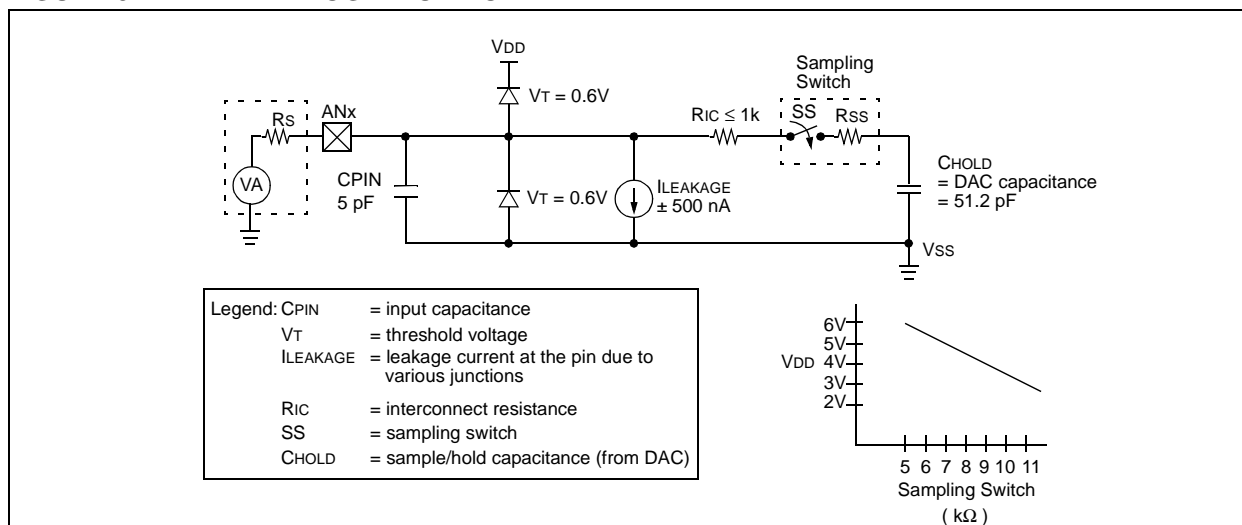 VDD
Sampling
Switch
VT = 0.6V
ANx
RIC ≤ 1k
SS
RSS
RS
CHOLD
= DAC capacitance
= 51.2 pF
VA
CPIN
5 pF
VT = 0.6V
ILEAKAGE
± 500 nA
VSS
Legend: CPIN = input capacitance
VT = threshold voltage
ILEAKAGE = leakage current at the pin due to
various junctions
RIC = interconnect resistance
SS = sampling switch
CHOLD = sample/hold capacitance (from DAC)
6V
5V
VDD 4V
3V
2V
5 6 7 8 9 10 11
Sampling Switch
( kΩ )